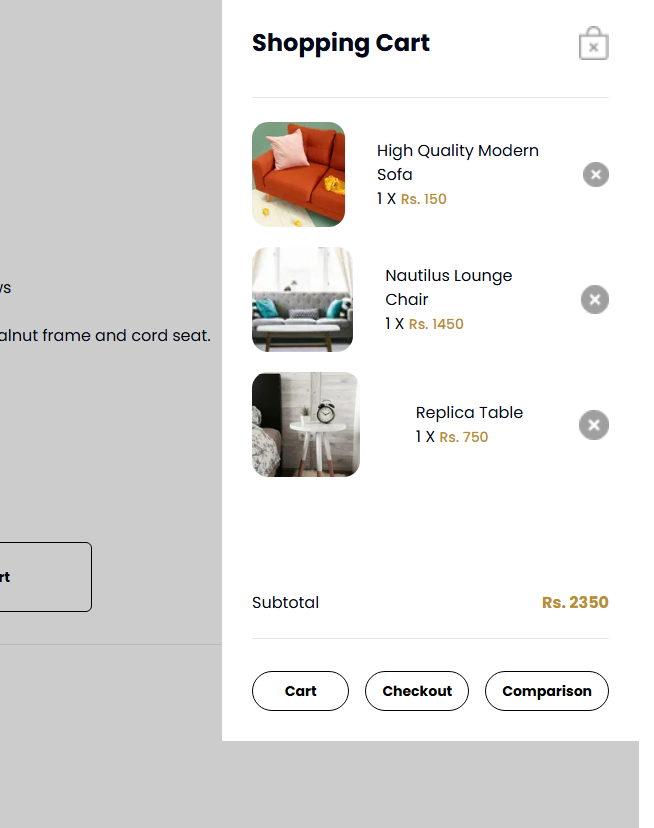 Shopping Cart
High Quality Modern
Sofa
1 X Rs. 150
ws
Nautilus Lounge
Chair
1 X Rs. 1450
alnut frame and cord seat.
Replica Table
1 X Rs. 750
rt
Subtotal
Rs. 2350
Cart
Checkout
Comparison